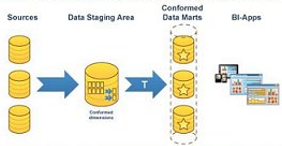 Sources
Data Staging Area
Conformed
Data Marts
BI-Apps
T
Conformed
dimensions